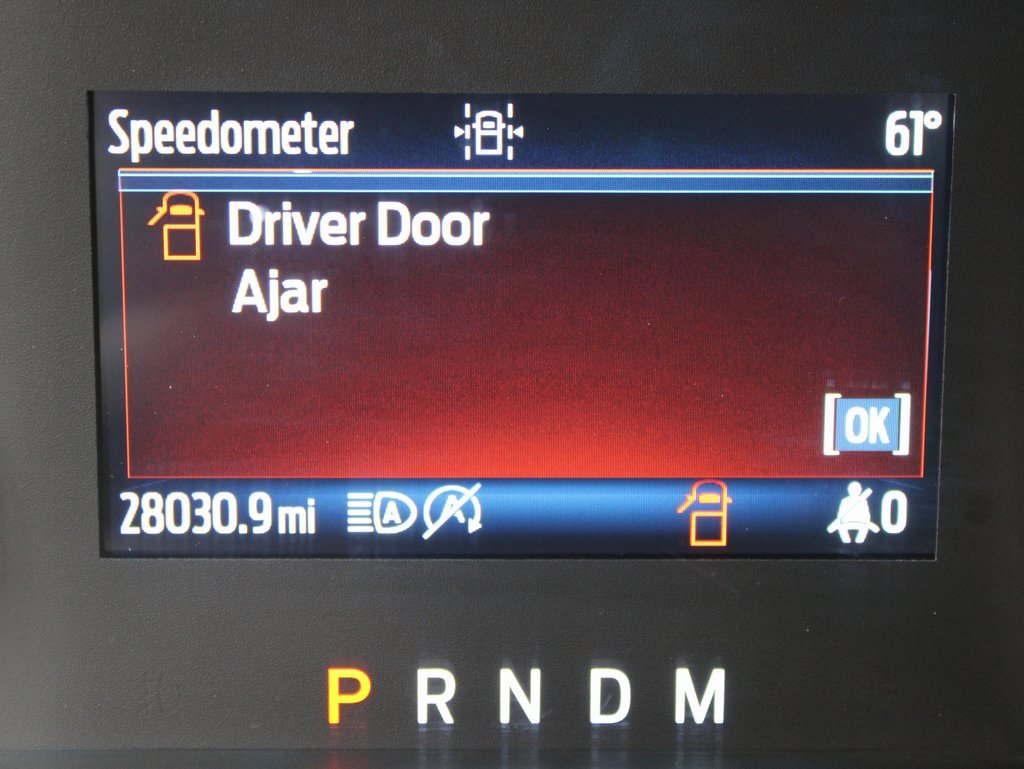 Speedometer 61°
Driver Door
Ajar
[OK]
28030.9 mi A A 0
P R N D M